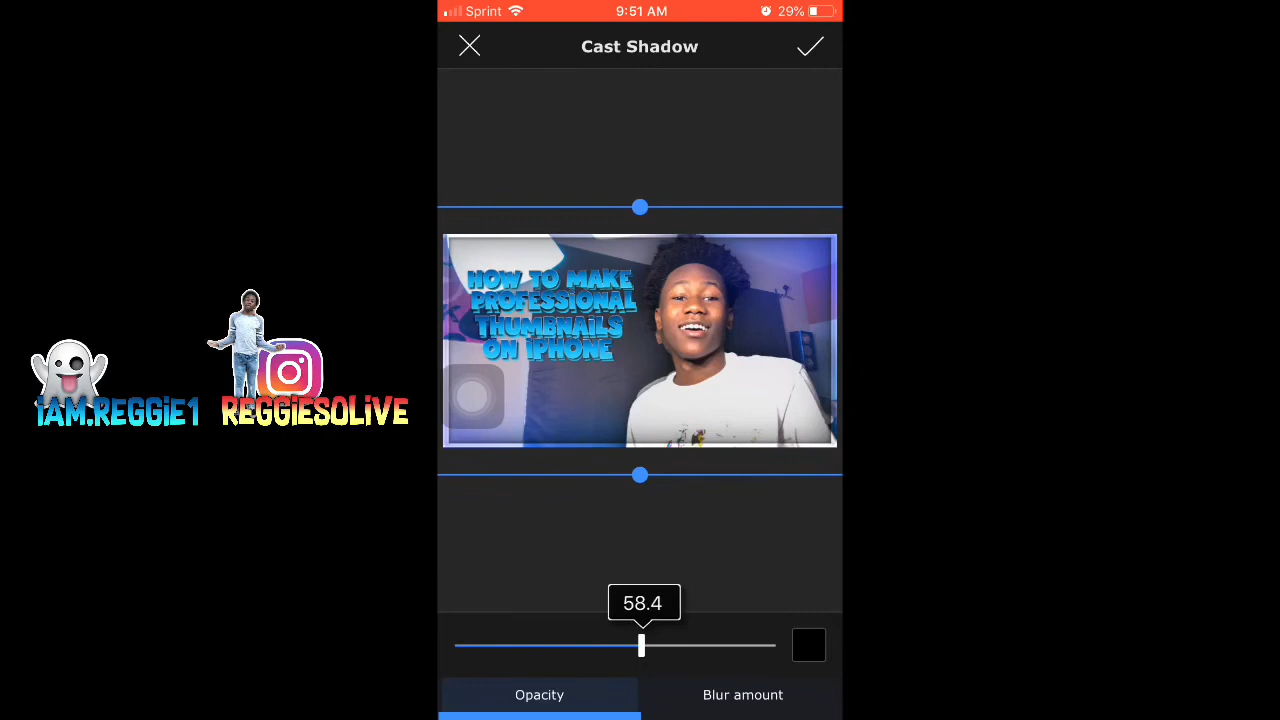 Sprint 9:51 AM 29%
Cast Shadow
HOW TO MAKE
PROFESSIONAL
THUMBNAILS
ON IPHONE
iAM.REGGiE1 REGGiESOLiVE
58.4
Opacity Blur amount